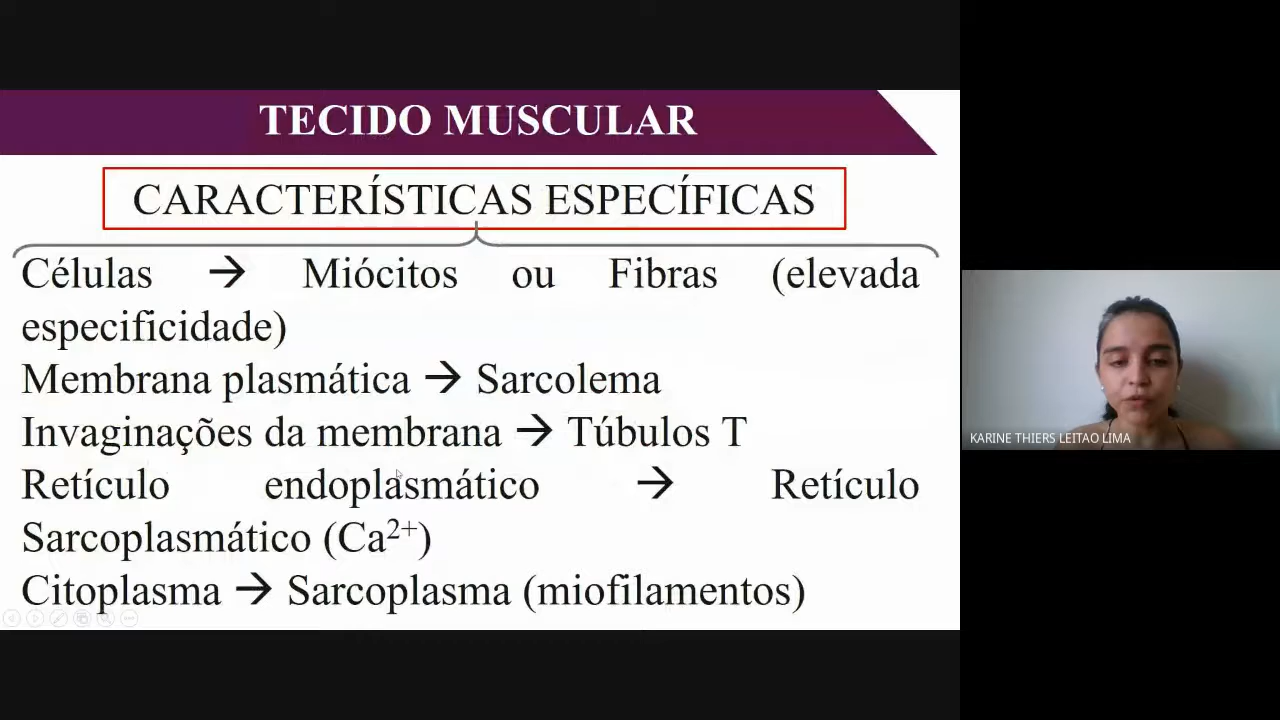 TECIDO MUSCULAR
CARACTERÍSTICAS ESPECÍFICAS
Células → Miócitos ou Fibras (elevada
especificidade)
Membrana plasmática → Sarcolema
Invaginações da membrana → Túbulos T
Retículo endoplasmático → Retículo
Sarcoplasmático (Ca²⁺)
Citoplasma → Sarcoplasma (miofilamentos)
KARINE THIERS LEITAO LIMA